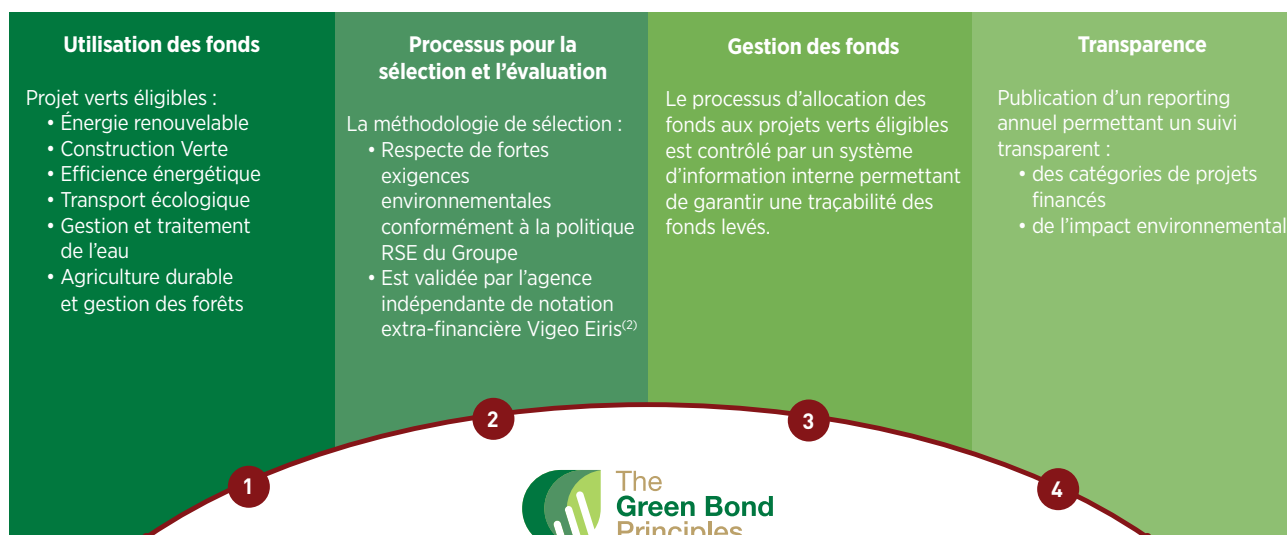 Utilisation des fonds
Projet verts éligibles :
• Énergie renouvelable
• Construction Verte
• Efficience énergétique
• Transport écologique
• Gestion et traitement
de l'eau
• Agriculture durable
et gestion des forêts
Processus pour la
sélection et l'évaluation
La méthodologie de sélection :
• Respecte de fortes
exigences
environnementales
conformément à la politique
RSE du Groupe
• Est validée par l'agence
indépendante de notation
extra-financière Vigeo Eiris(2)
Gestion des fonds
Le processus d'allocation des
fonds aux projets verts éligibles
est contrôlé par un système
d'information interne permettant
de garantir une traçabilité des
fonds levés.
Transparence
Publication d'un reporting
annuel permettant un suivi
transparent :
• des catégories de projets
financés
• de l'impact environnemental
1
2
3
4
The
Green Bond
Principles